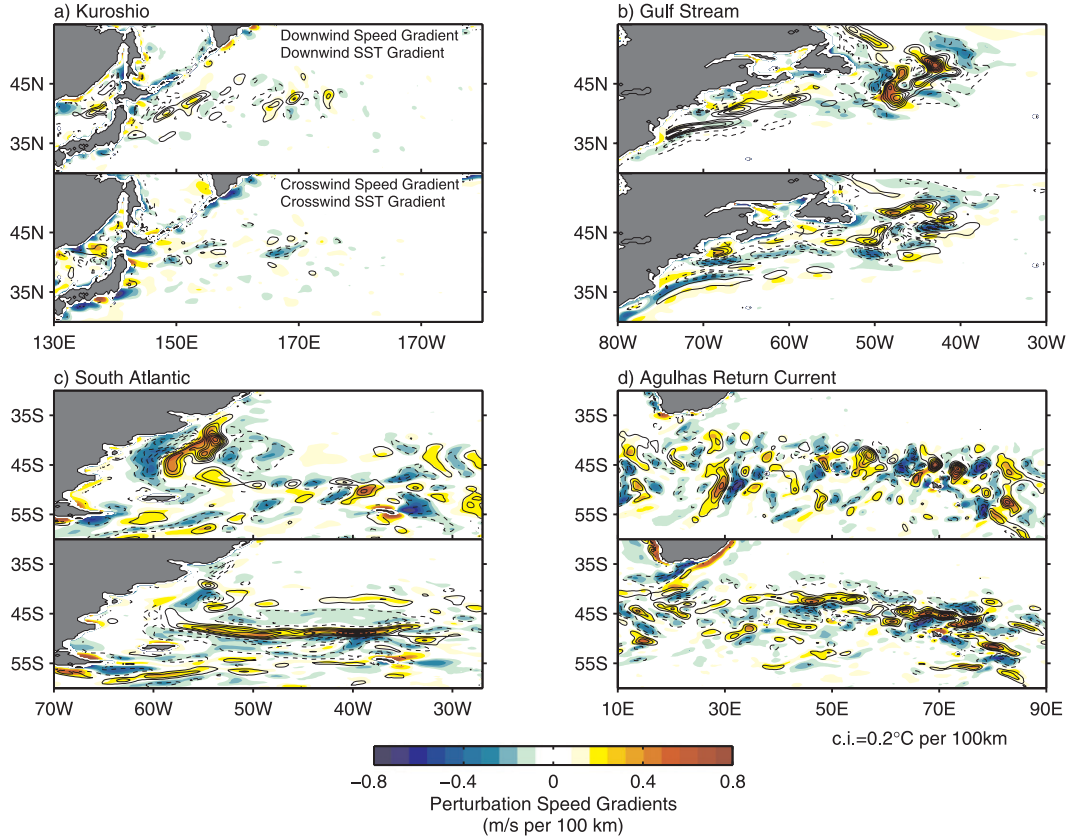 a) Kuroshio
Downwind Speed Gradient
Downwind SST Gradient
45N
35N
Crosswind Speed Gradient
Crosswind SST Gradient
45N
35N
130E 150E 170E 170W
b) Gulf Stream
45N
35N
45N
35N
80W 70W 60W 50W 40W 30W
c) South Atlantic
35S
45S
55S
35S
45S
55S
70W 60W 50W 40W 30W
d) Agulhas Return Current
35S
45S
55S
35S
45S
55S
10E 30E 50E 70E 90E
c.i.=0.2°C per 100km
−0.8 −0.4 0 0.4 0.8
Perturbation Speed Gradients
(m/s per 100 km)